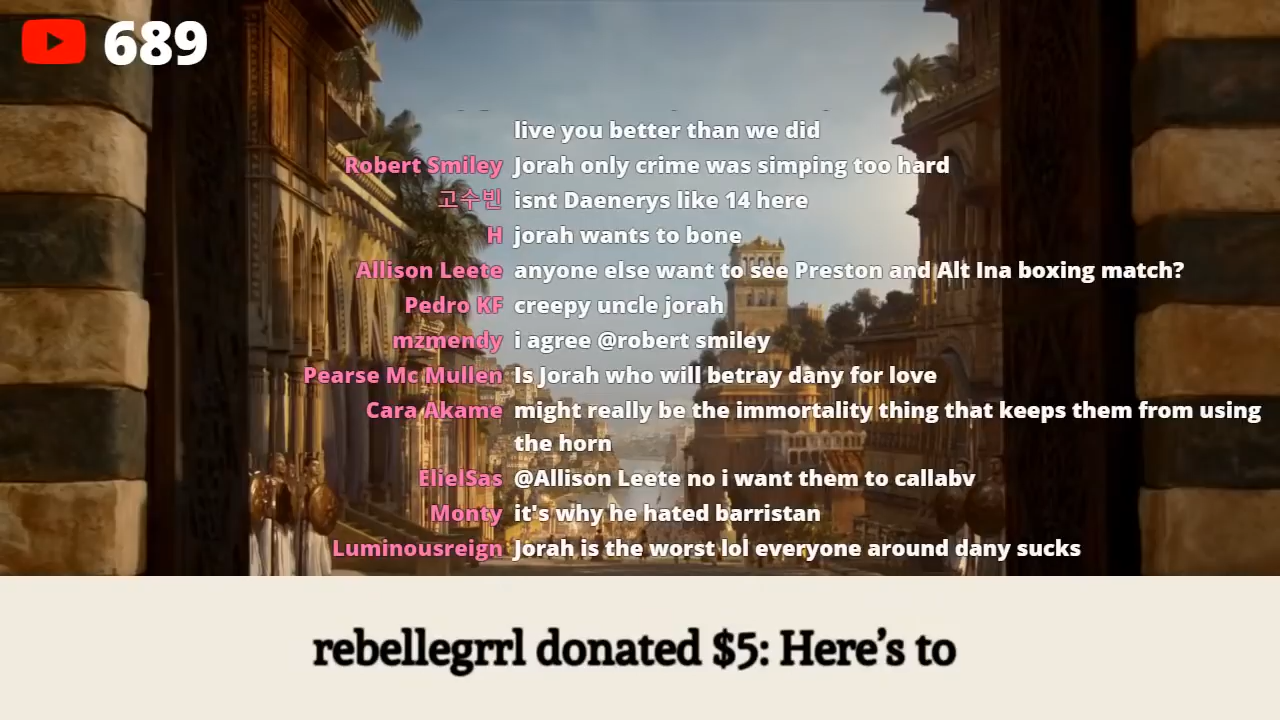 689
live you better than we did
Robert Smiley Jorah only crime was simping too hard
고수빈 isnt Daenerys like 14 here
H jorah wants to bone
Allison Leete anyone else want to see Preston and Alt Ina boxing match?
Pedro KF creepy uncle jorah
mzmendy i agree @robert smiley
Pearse Mc Mullen Is Jorah who will betray dany for love
Cara Akame might really be the immortality thing that keeps them from using
the horn
ElielSas @Allison Leete no i want them to callabv
Monty it's why he hated barristan
Luminousreign Jorah is the worst lol everyone around dany sucks
rebellegrrl donated $5: Here’s to